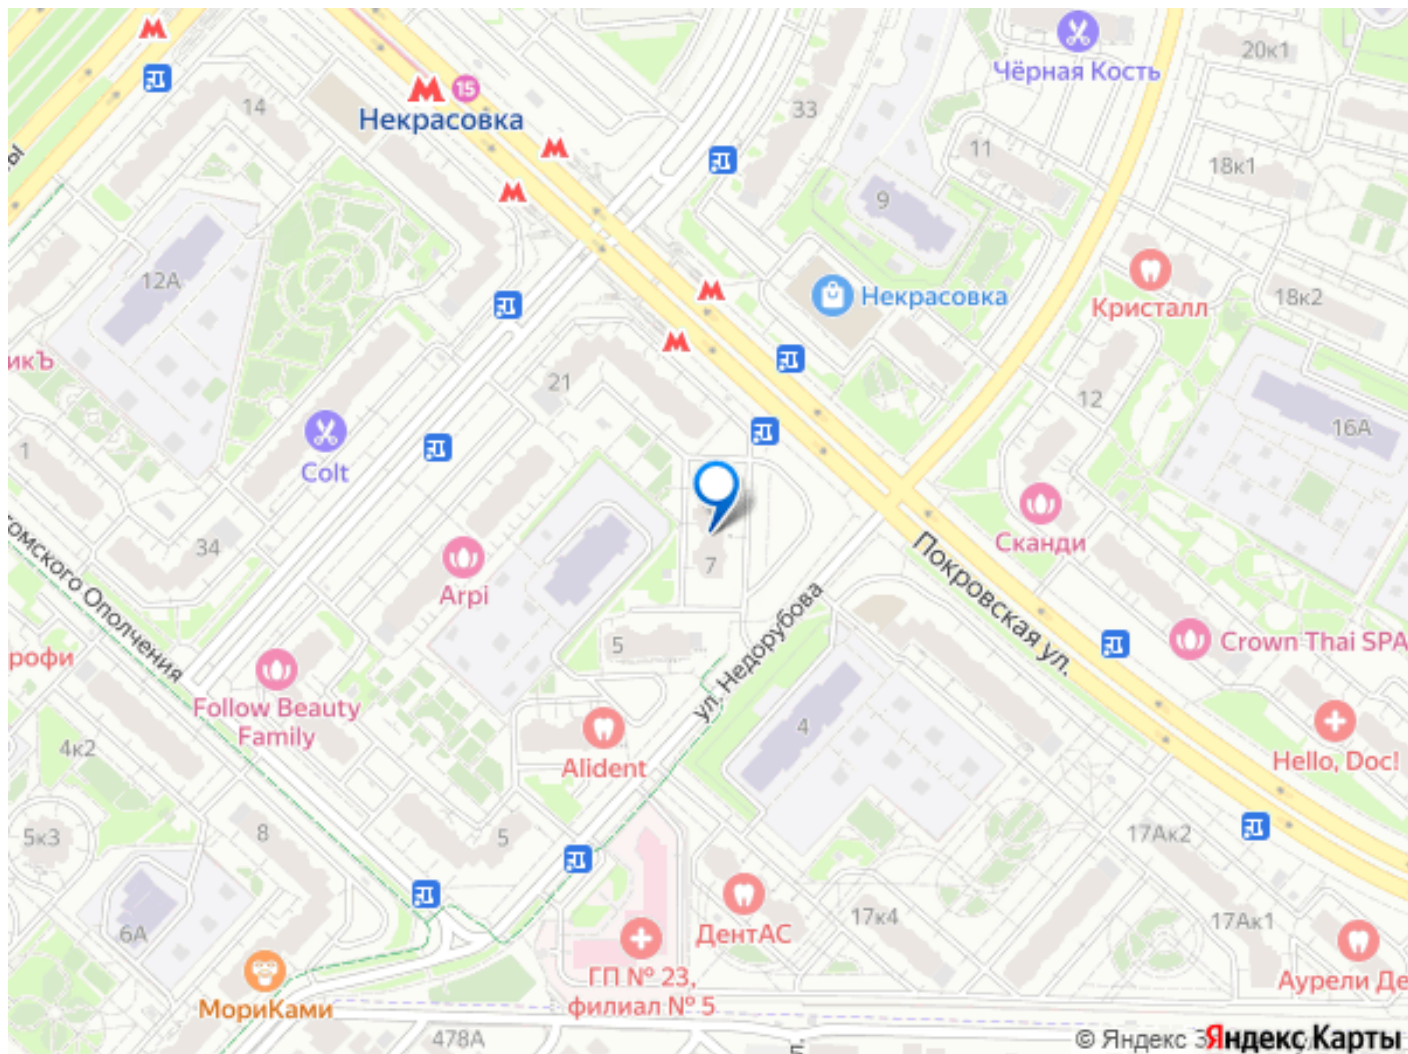 20к1
Чёрная Кость
15
14
33
Некрасовка
11
18к1
9
12А
Некрасовка
18к2
Кристалл
21
12
16А
1
Colt
34
7
Сканди
Arpi
Покровская ул.
Томского Ополчения
5
ул. Недорубова
Crown Thai SPA
рофи
Follow Beauty
Family
4
4к2
Alident
Hello, Doc!
5к3
8
5
17Ак2
6А
ДентАС
17к4
17Ак1
ГП № 23,
филиал № 5
Аурели Де
МориКами
478А
© Яндекс
Яндекс Карты